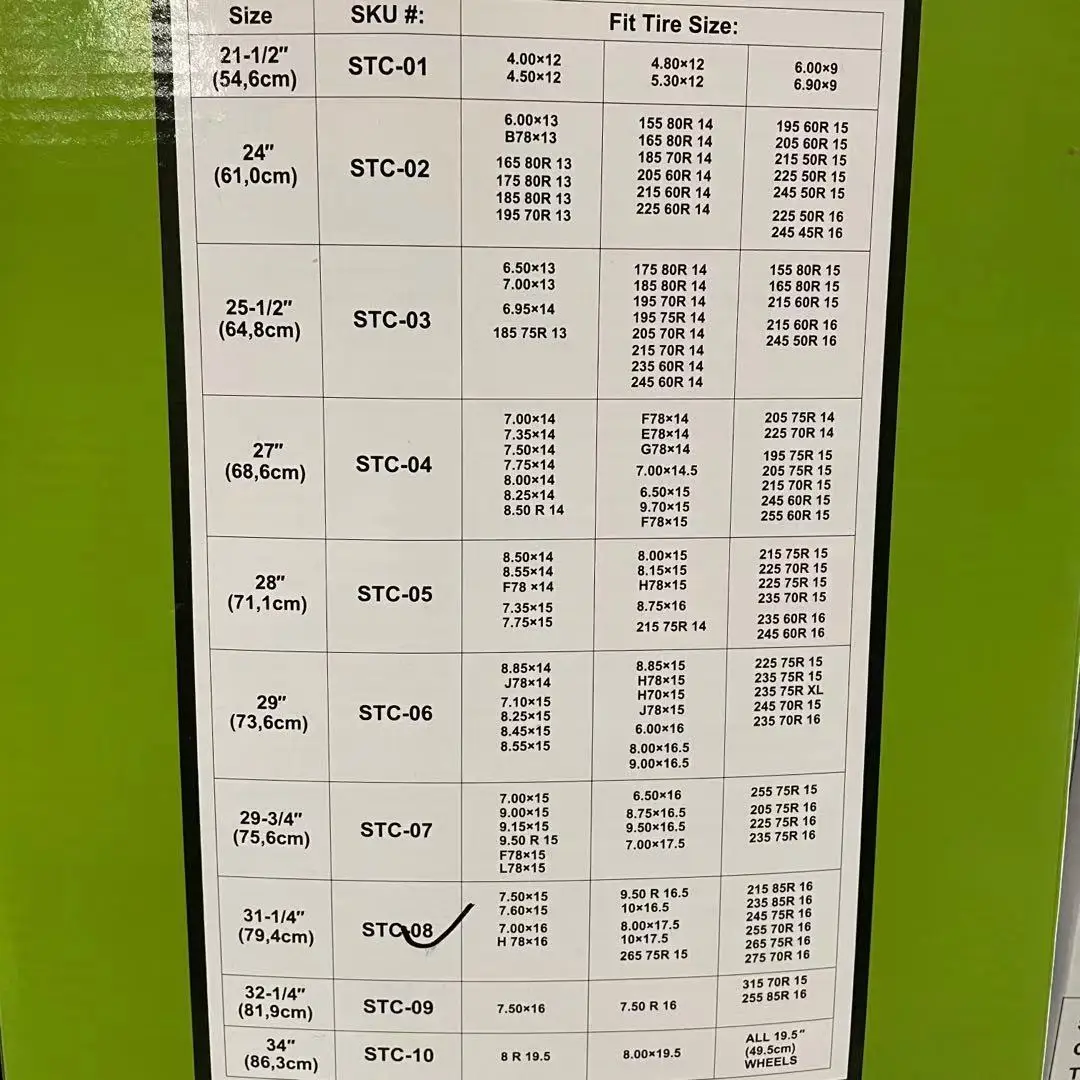 Size SKU #: Fit Tire Size:
21-1/2″
(54,6cm)
STC-01
4.00×12
4.50×12
4.80×12
5.30×12
6.00×9
6.90×9
24″
(61,0cm)
STC-02
6.00×13
B78×13
165 80R 13
175 80R 13
185 80R 13
195 70R 13
155 80R 14
165 80R 14
185 70R 14
205 60R 14
215 60R 14
225 60R 14
195 60R 15
205 60R 15
215 50R 15
225 50R 15
245 50R 15
225 50R 16
245 45R 16
25-1/2″
(64,8cm)
STC-03
6.50×13
7.00×13
6.95×14
185 75R 13
175 80R 14
185 80R 14
195 70R 14
195 75R 14
205 70R 14
215 70R 14
235 60R 14
245 60R 14
155 80R 15
165 80R 15
215 60R 15
215 60R 16
245 50R 16
27″
(68,6cm)
STC-04
7.00×14
7.35×14
7.50×14
7.75×14
8.00×14
8.25×14
8.50 R 14
F78×14
E78×14
G78×14
7.00×14.5
6.50×15
9.70×15
F78×15
205 75R 14
225 70R 14
195 75R 15
205 75R 15
215 70R 15
245 60R 15
255 60R 15
28″
(71,1cm)
STC-05
8.50×14
8.55×14
F78 ×14
7.35×15
7.75×15
8.00×15
8.15×15
H78×15
8.75×16
215 75R 14
215 75R 15
225 70R 15
225 75R 15
235 70R 15
235 60R 16
245 60R 16
29″
(73,6cm)
STC-06
8.85×14
J78×14
7.10×15
8.25×15
8.45×15
8.55×15
8.85×15
H78×15
H70×15
J78×15
6.00×16
8.00×16.5
9.00×16.5
225 75R 15
235 75R 15
235 75R XL
245 70R 15
235 70R 16
29-3/4″
(75,6cm)
STC-07
7.00×15
9.00×15
9.15×15
9.50 R 15
F78×15
L78×15
6.50×16
8.75×16.5
9.50×16.5
7.00×17.5
255 75R 15
205 75R 16
225 75R 16
235 75R 16
31-1/4″
(79,4cm)
STC-08
7.50×15
7.60×15
7.00×16
H 78×16
9.50 R 16.5
10×16.5
8.00×17.5
10×17.5
265 75R 15
215 85R 16
235 85R 16
245 75R 16
255 70R 16
265 75R 16
275 70R 16
32-1/4″
(81,9cm)
STC-09
7.50×16
7.50 R 16
315 70R 15
255 85R 16
34″
(86,3cm)
STC-10
8 R 19.5
8.00×19.5
ALL 19.5″
(49.5cm)
WHEELS